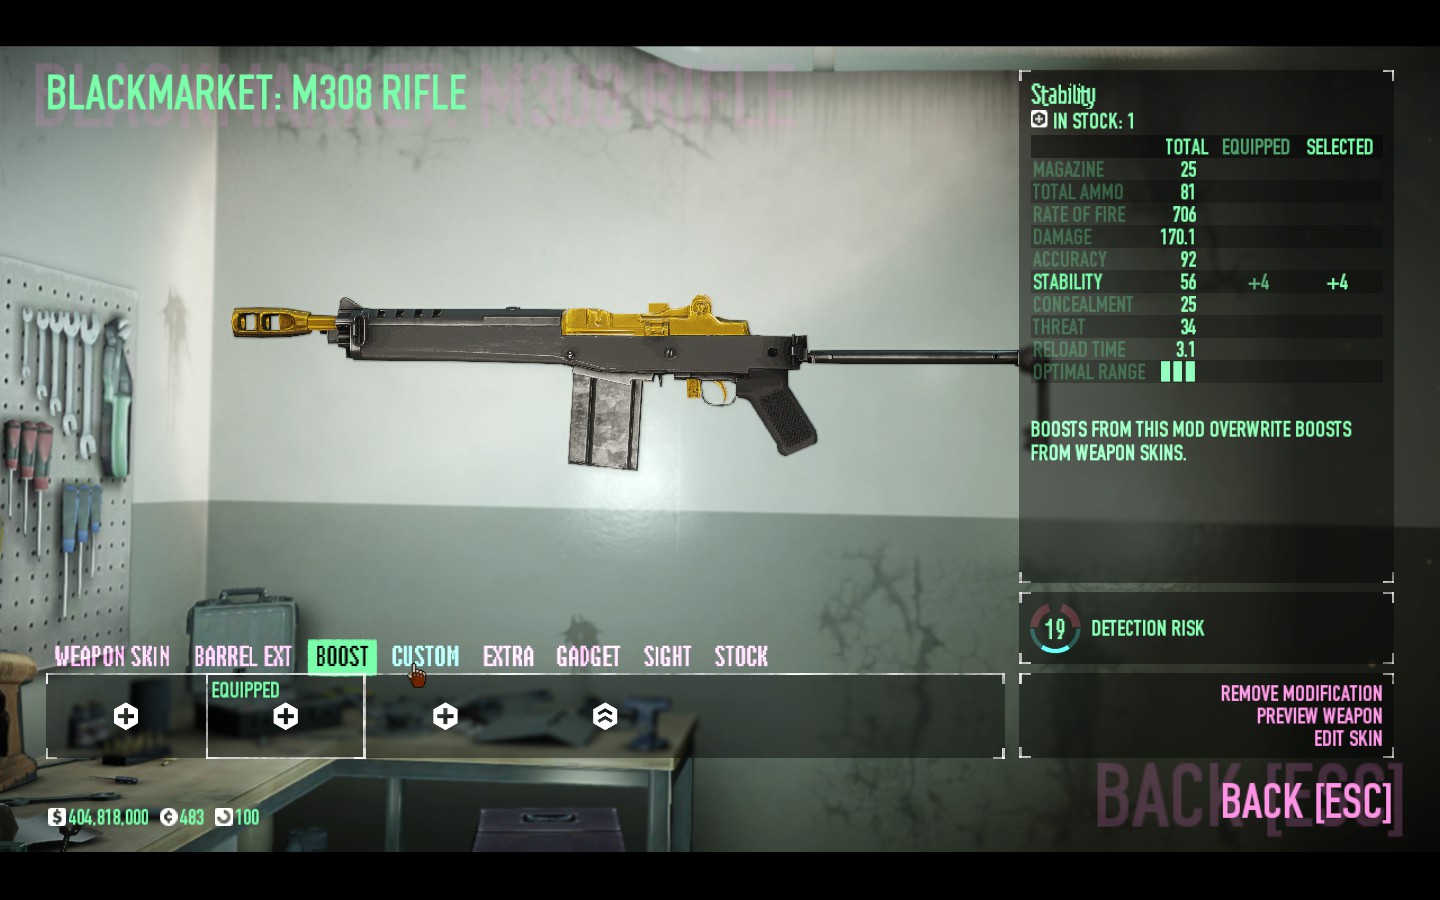 BLACKMARKET: M308 RIFLE
Stability
IN STOCK: 1
TOTAL EQUIPPED SELECTED
MAGAZINE 25
TOTAL AMMO 81
RATE OF FIRE 706
DAMAGE 170.1
ACCURACY 92
STABILITY 56 +4 +4
CONCEALMENT 25
THREAT 34
RELOAD TIME 3.1
OPTIMAL RANGE
BOOSTS FROM THIS MOD OVERWRITE BOOSTS
FROM WEAPON SKINS.
19 DETECTION RISK
WEAPON SKIN BARREL EXT BOOST CUSTOM EXTRA GADGET SIGHT STOCK
EQUIPPED
REMOVE MODIFICATION
PREVIEW WEAPON
EDIT SKIN
$ 404,818,000 483 100
BACK [ESC]